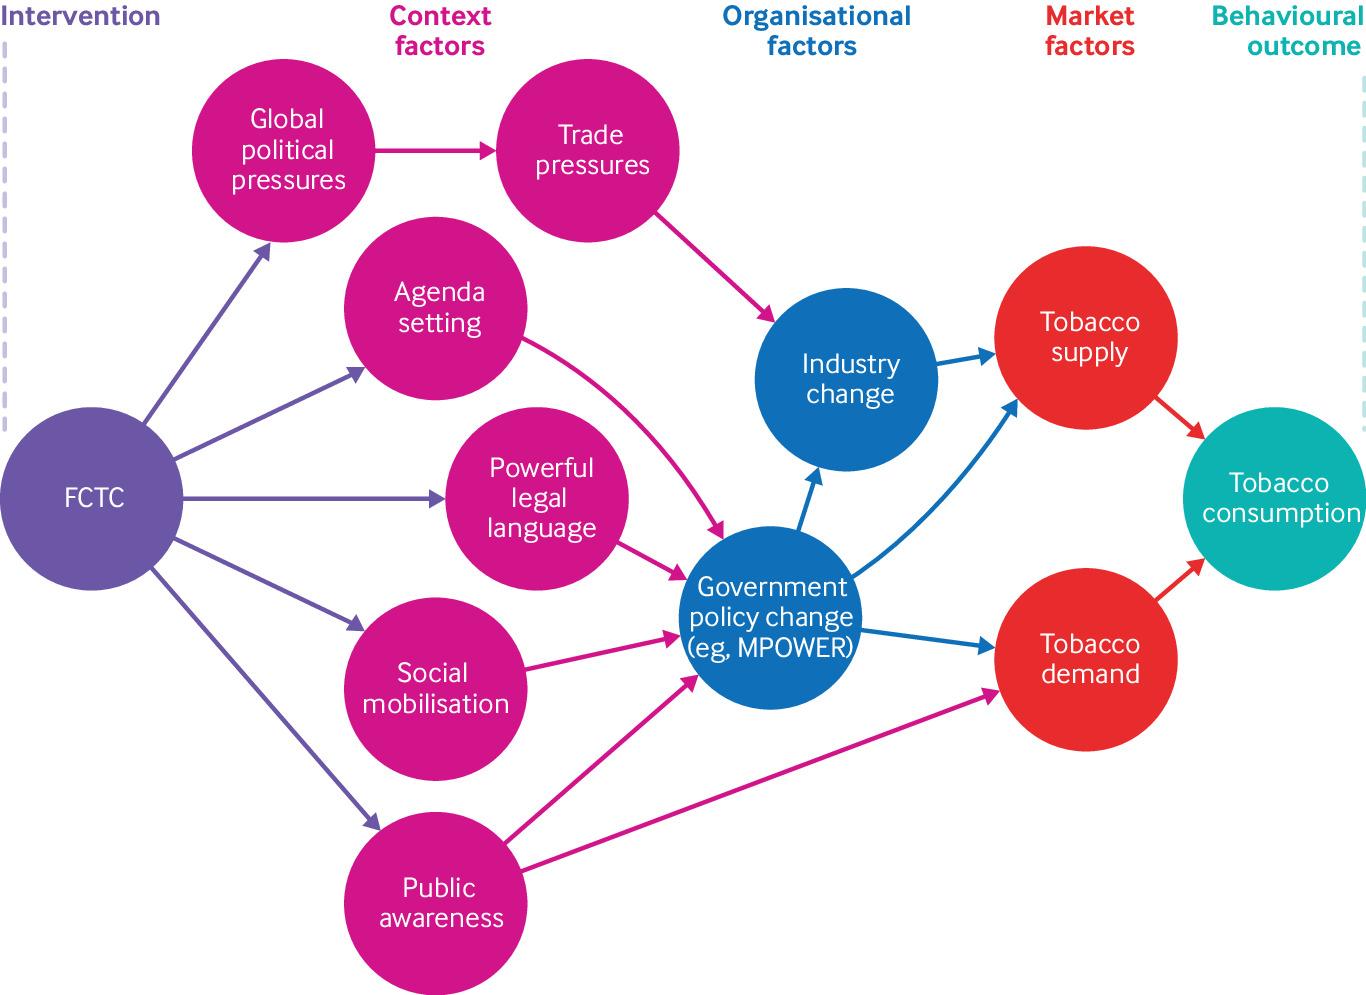 Intervention
Context
factors
Organisational
factors
Market
factors
Behavioural
outcome
Global
political
pressures
Trade
pressures
Agenda
setting
Industry
change
Tobacco
supply
FCTC
Powerful
legal
language
Tobacco
consumption
Government
policy change
(eg, MPOWER)
Social
mobilisation
Tobacco
demand
Public
awareness